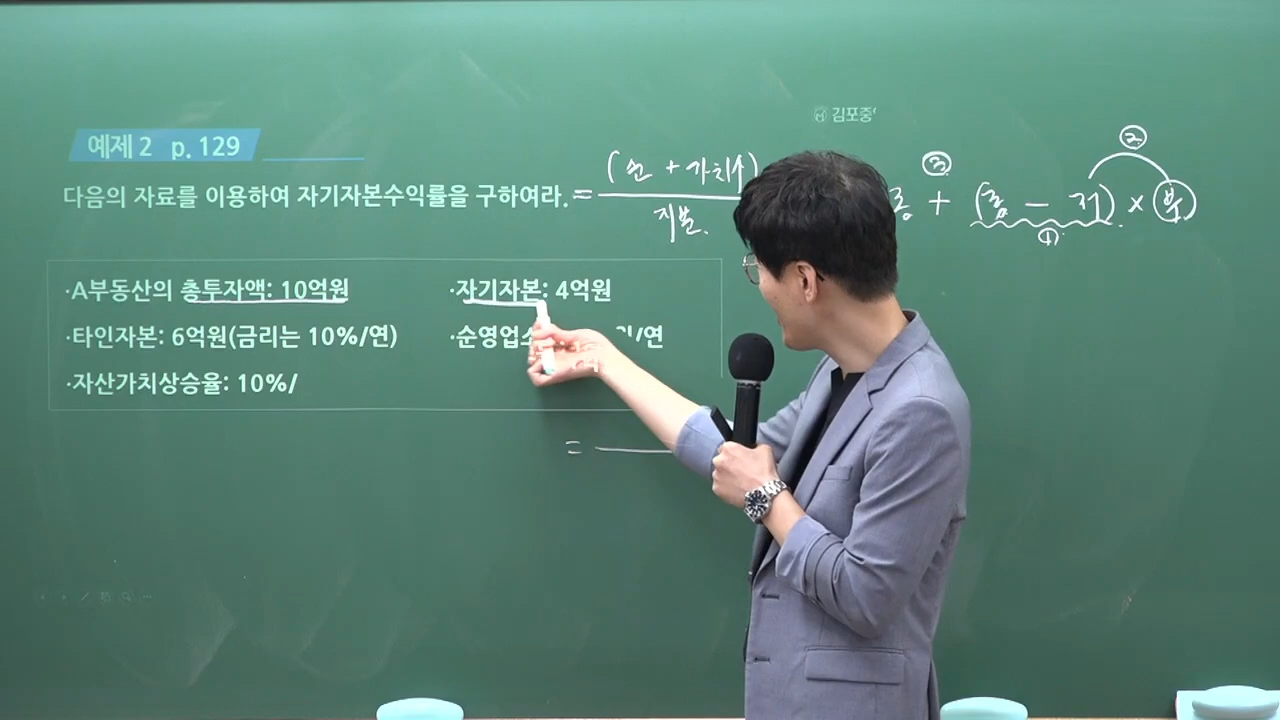 김포중
예제 2 p. 129
다음의 자료를 이용하여 자기자본수익률을 구하여라. = (순 + 가치↑) / 지분. 총 + (총 − 저) × 부
③ ② ①
·A부동산의 총투자액: 10억원 ·자기자본: 4억원
·타인자본: 6억원(금리는 10%/연) ·순영업소 /연
·자산가치상승율: 10%/
=